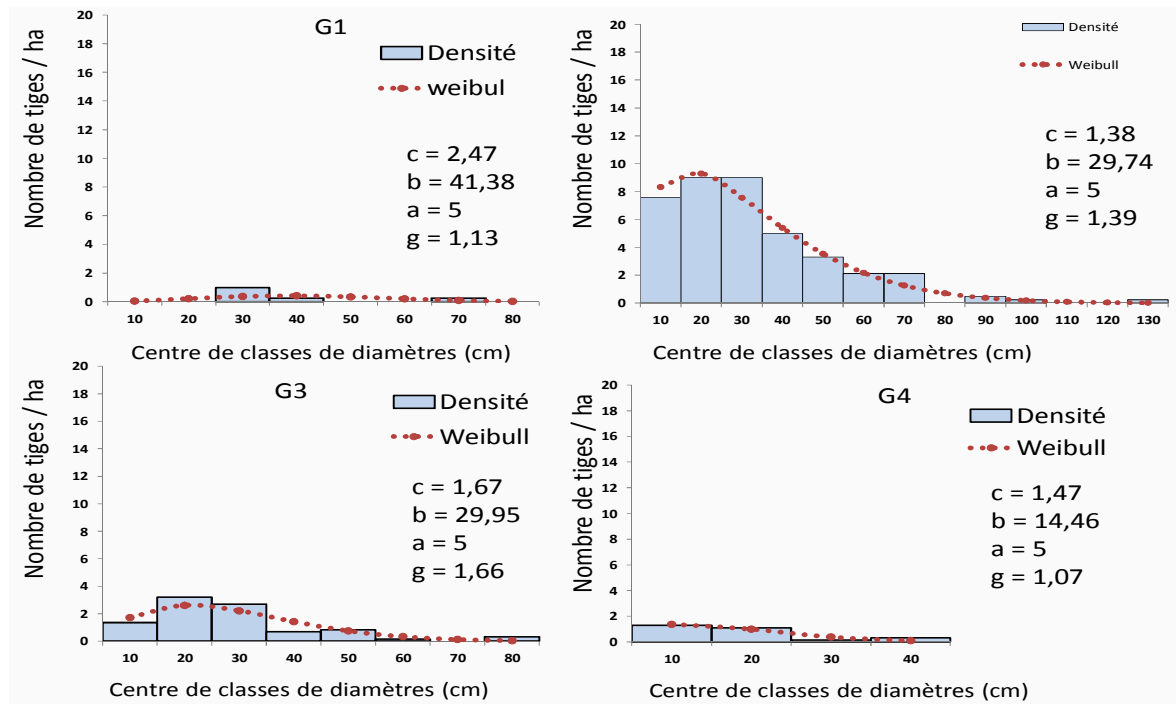 G1
Nombre de tiges / ha
20
18
16
14
12
10
8
6
4
2
0
Densité
weibul
c = 2,47
b = 41,38
a = 5
g = 1,13
10 20 30 40 50 60 70 80
Centre de classes de diamètres (cm)
Nombre de tiges / ha
20
18
16
14
12
10
8
6
4
2
0
Densité
Weibull
c = 1,38
b = 29,74
a = 5
g = 1,39
10 20 30 40 50 60 70 80 90 100 110 120 130
Centre de classes de diamètres (cm)
G3
Nombre de tiges / ha
20
18
16
14
12
10
8
6
4
2
0
Densité
Weibull
c = 1,67
b = 29,95
a = 5
g = 1,66
10 20 30 40 50 60 70 80
Centre de classes de diamètres (cm)
G4
Nombre de tiges / ha
20
18
16
14
12
10
8
6
4
2
0
Densité
Weibull
c = 1,47
b = 14,46
a = 5
g = 1,07
10 20 30 40
Centre de classes de diamètres (cm)